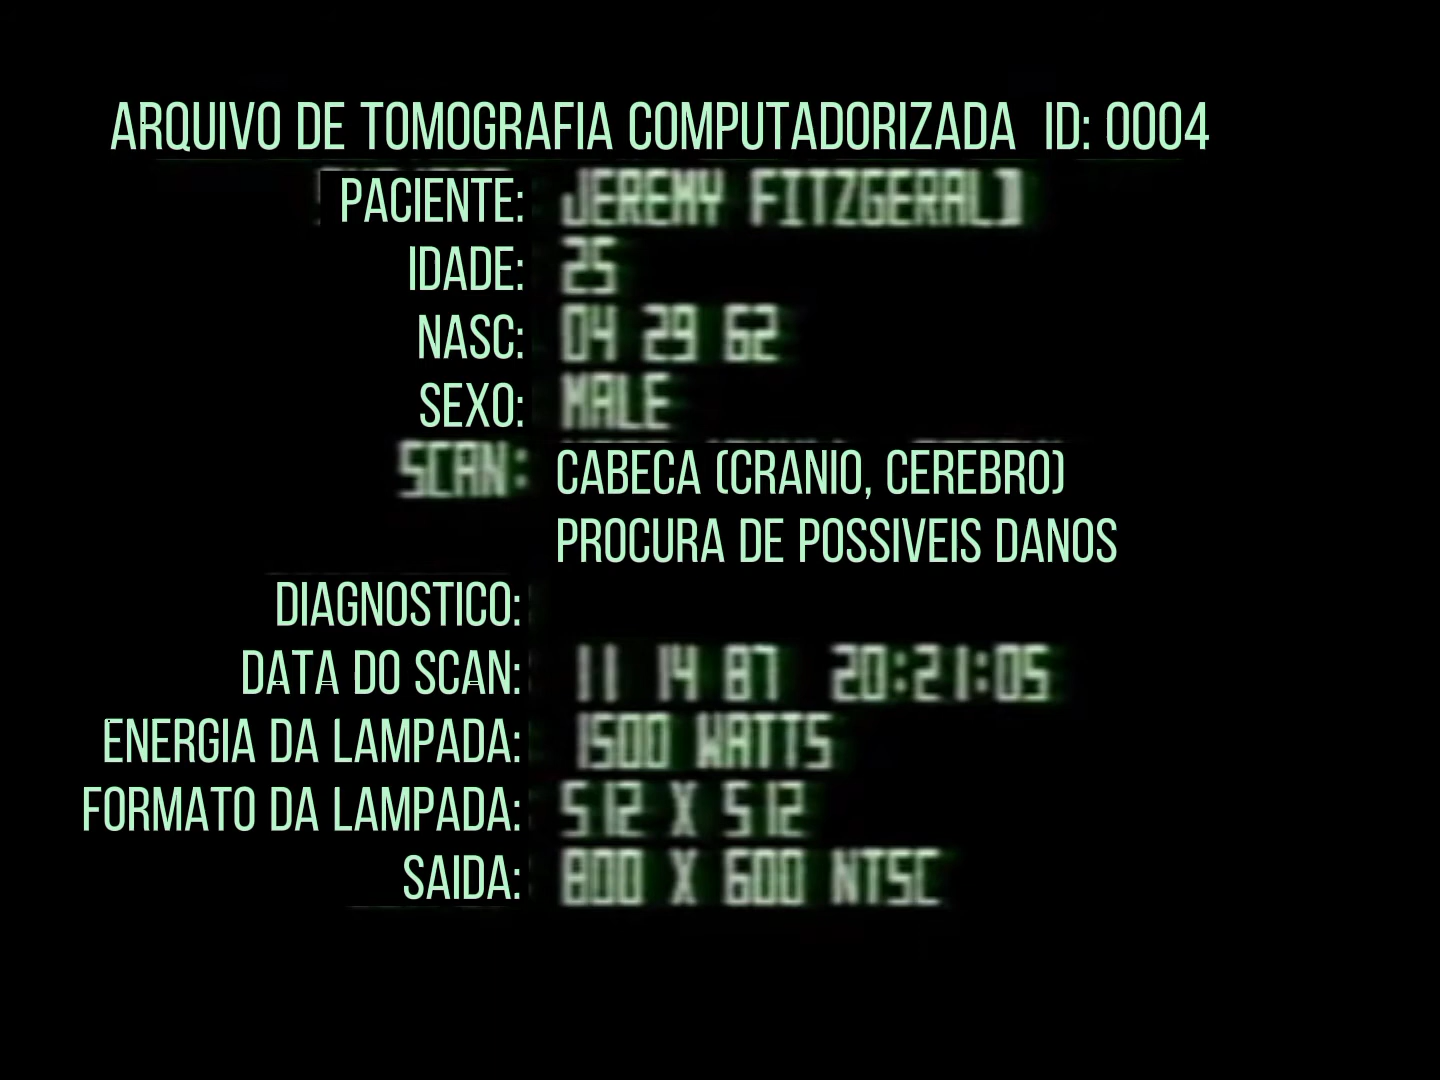 ARQUIVO DE TOMOGRAFIA COMPUTADORIZADA ID: 0004
PACIENTE: JEREMY FITZGERALD
IDADE: 25
NASC: 04 29 62
SEXO: MALE
SCAN: CABECA (CRANIO, CEREBRO)
PROCURA DE POSSIVEIS DANOS
DIAGNOSTICO:
DATA DO SCAN: 11 14 87 20:21:05
ENERGIA DA LAMPADA: 1500 WATTS
FORMATO DA LAMPADA: 512 X 512
SAIDA: 800 X 600 NTSC